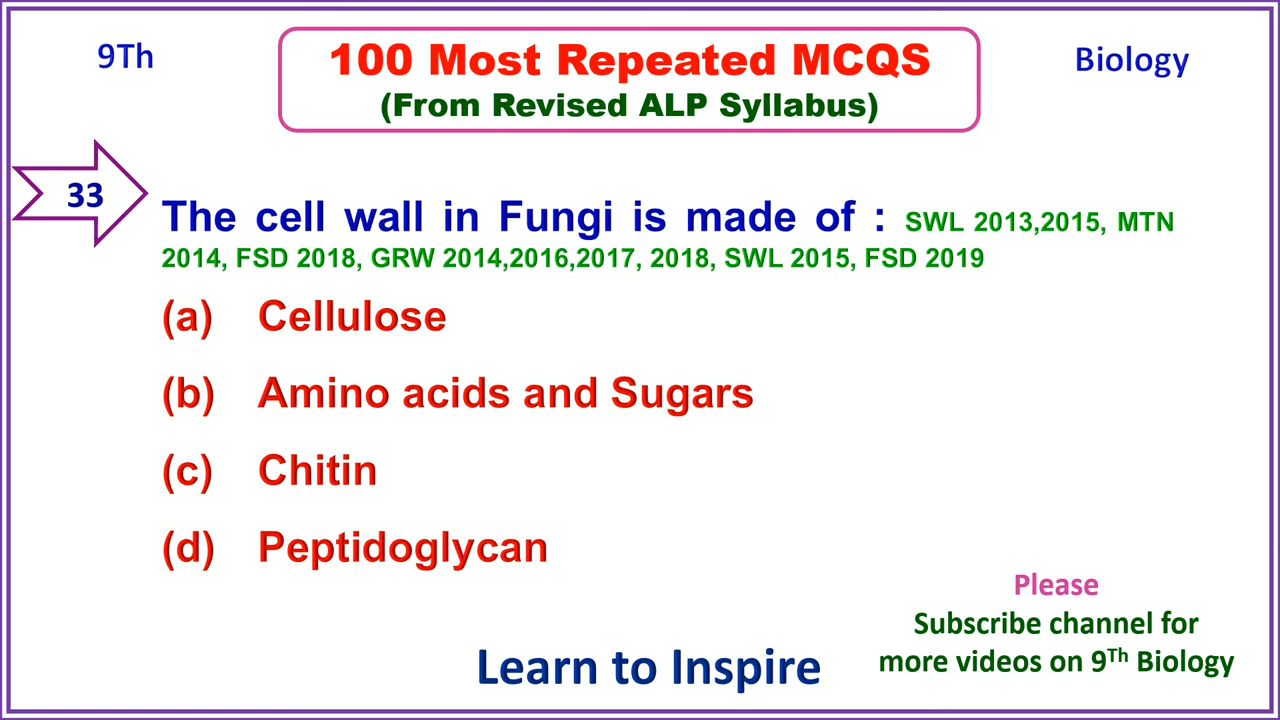 9Th
100 Most Repeated MCQS
Biology
(From Revised ALP Syllabus)
33
The cell wall in Fungi is made of : SWL 2013,2015, MTN
2014, FSD 2018, GRW 2014,2016,2017, 2018, SWL 2015, FSD 2019
(a) Cellulose
(b) Amino acids and Sugars
(c) Chitin
(d) Peptidoglycan
Please
Subscribe channel for
more videos on 9Th Biology
Learn to Inspire